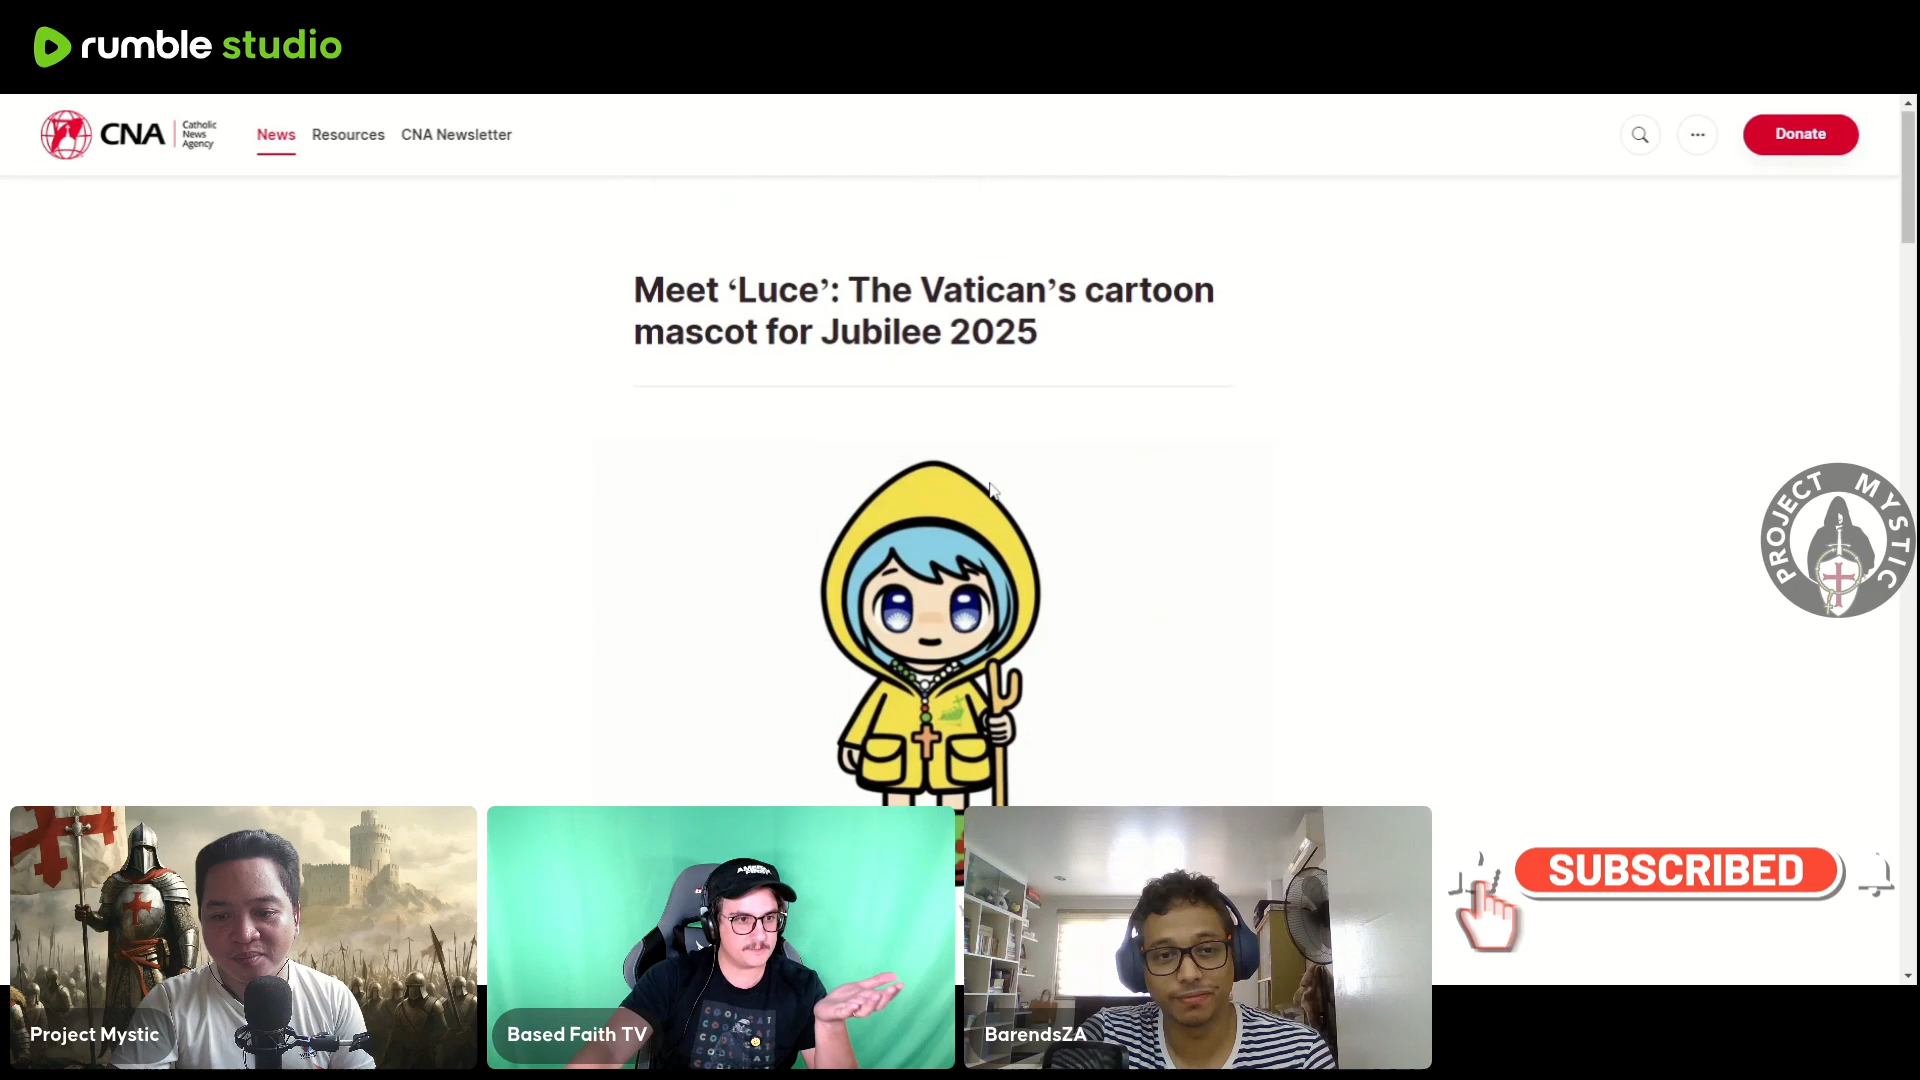 rumble studio
CNA
Catholic
News
Agency
News
Resources
CNA Newsletter
Donate
Meet ‘Luce’: The Vatican’s cartoon
mascot for Jubilee 2025
PROJECT MYSTIC
SUBSCRIBED
Project Mystic
Based Faith TV
BarendsZA